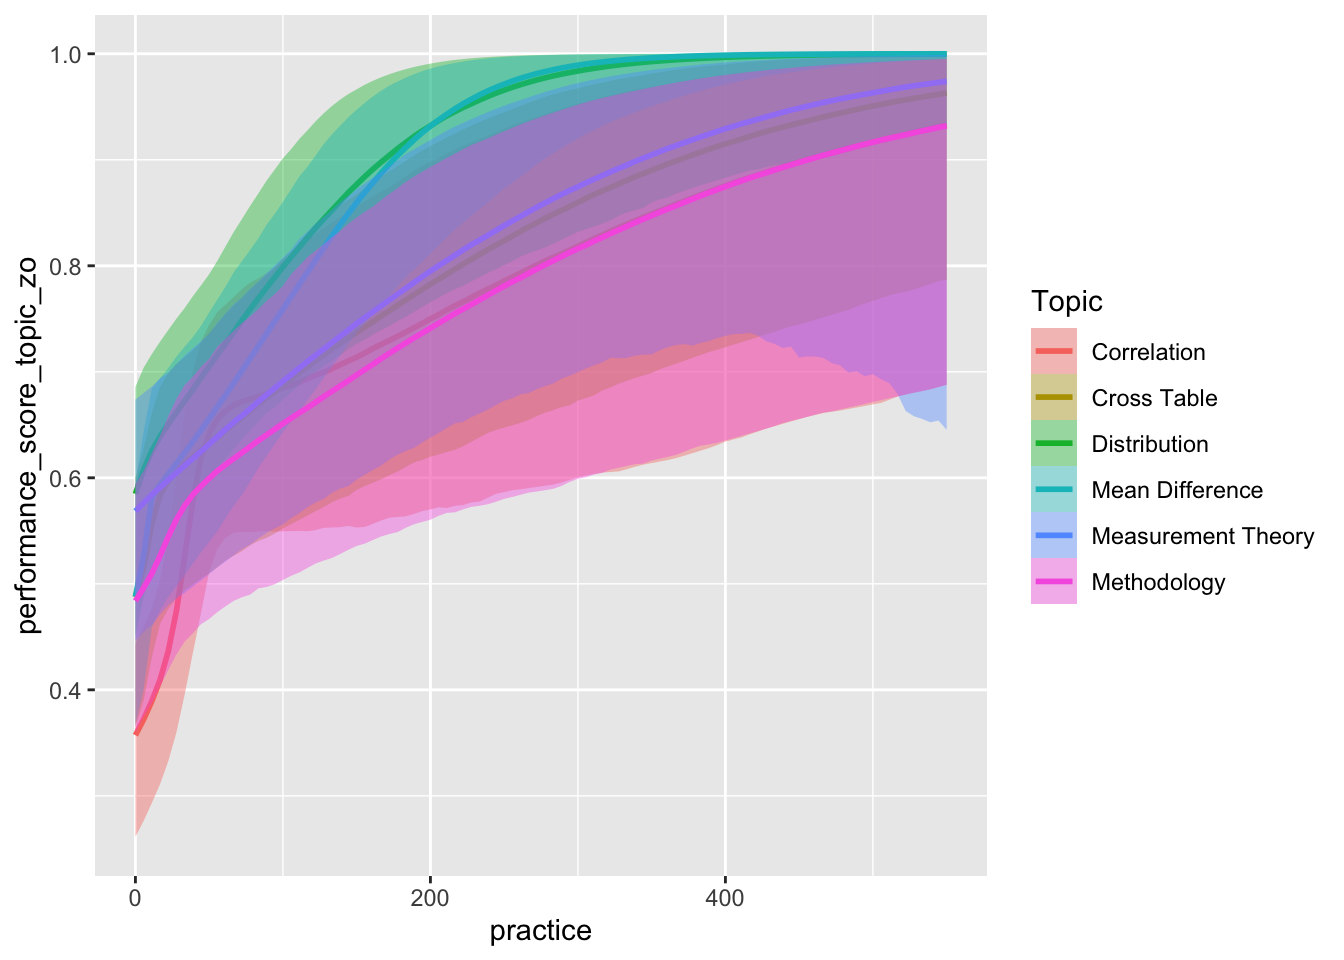 performance_score_topic_zo
1.0
0.8
0.6
0.4
0
200
400
practice
Topic
Correlation
Cross Table
Distribution
Mean Difference
Measurement Theory
Methodology